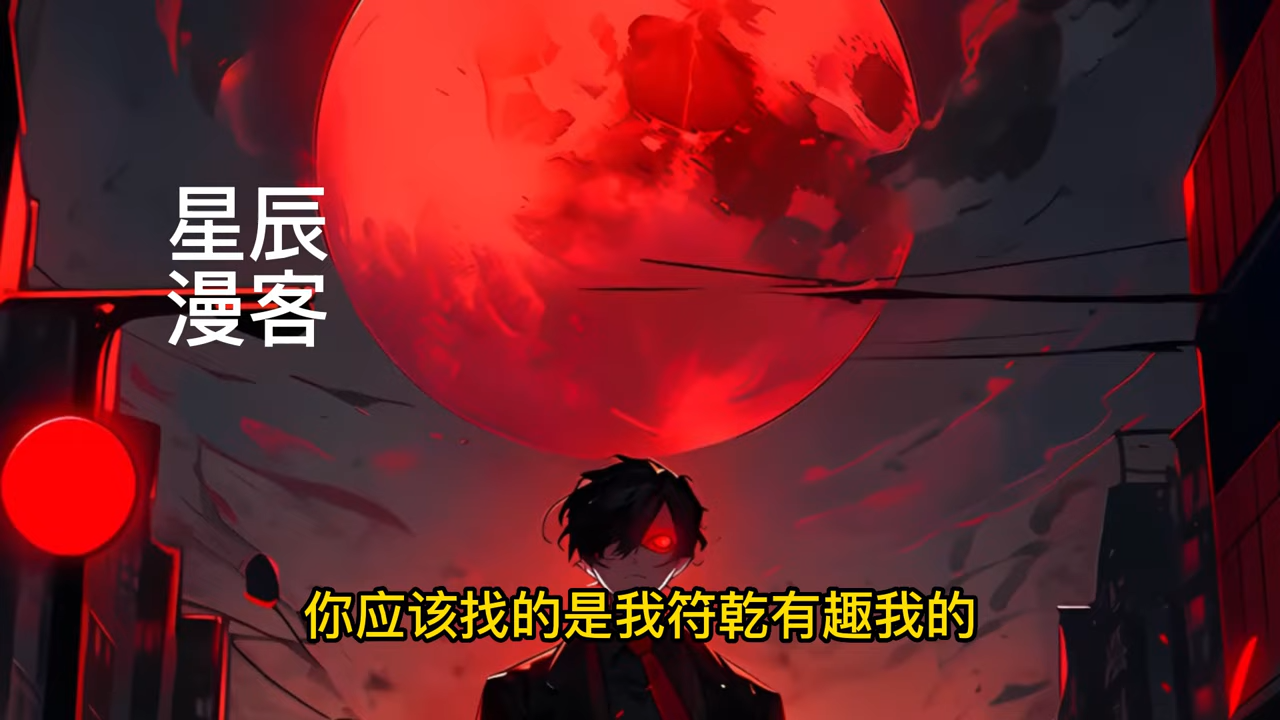 星辰
漫客
你应该找的是我符乾有趣我的